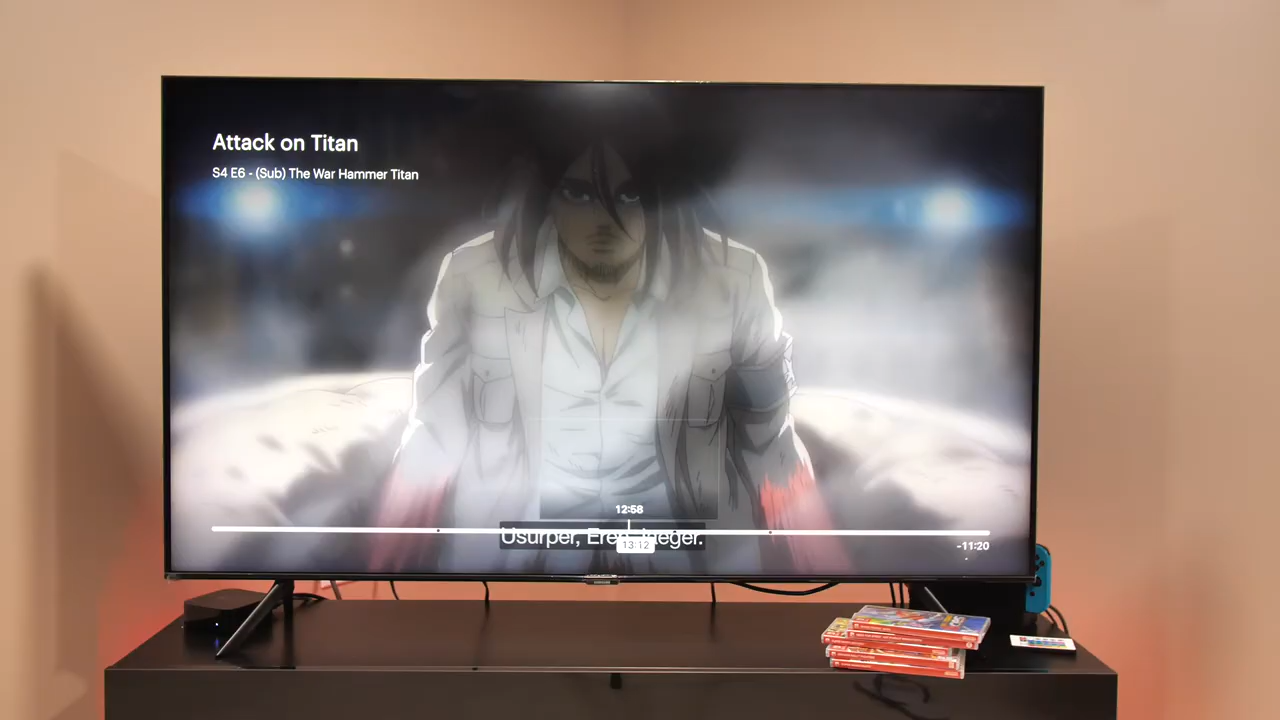 Attack on Titan
S4 E6 - (Sub) The War Hammer Titan
12:58
Usurper, Eren Jaeger.
13:12
-11:20
SAMSUNG